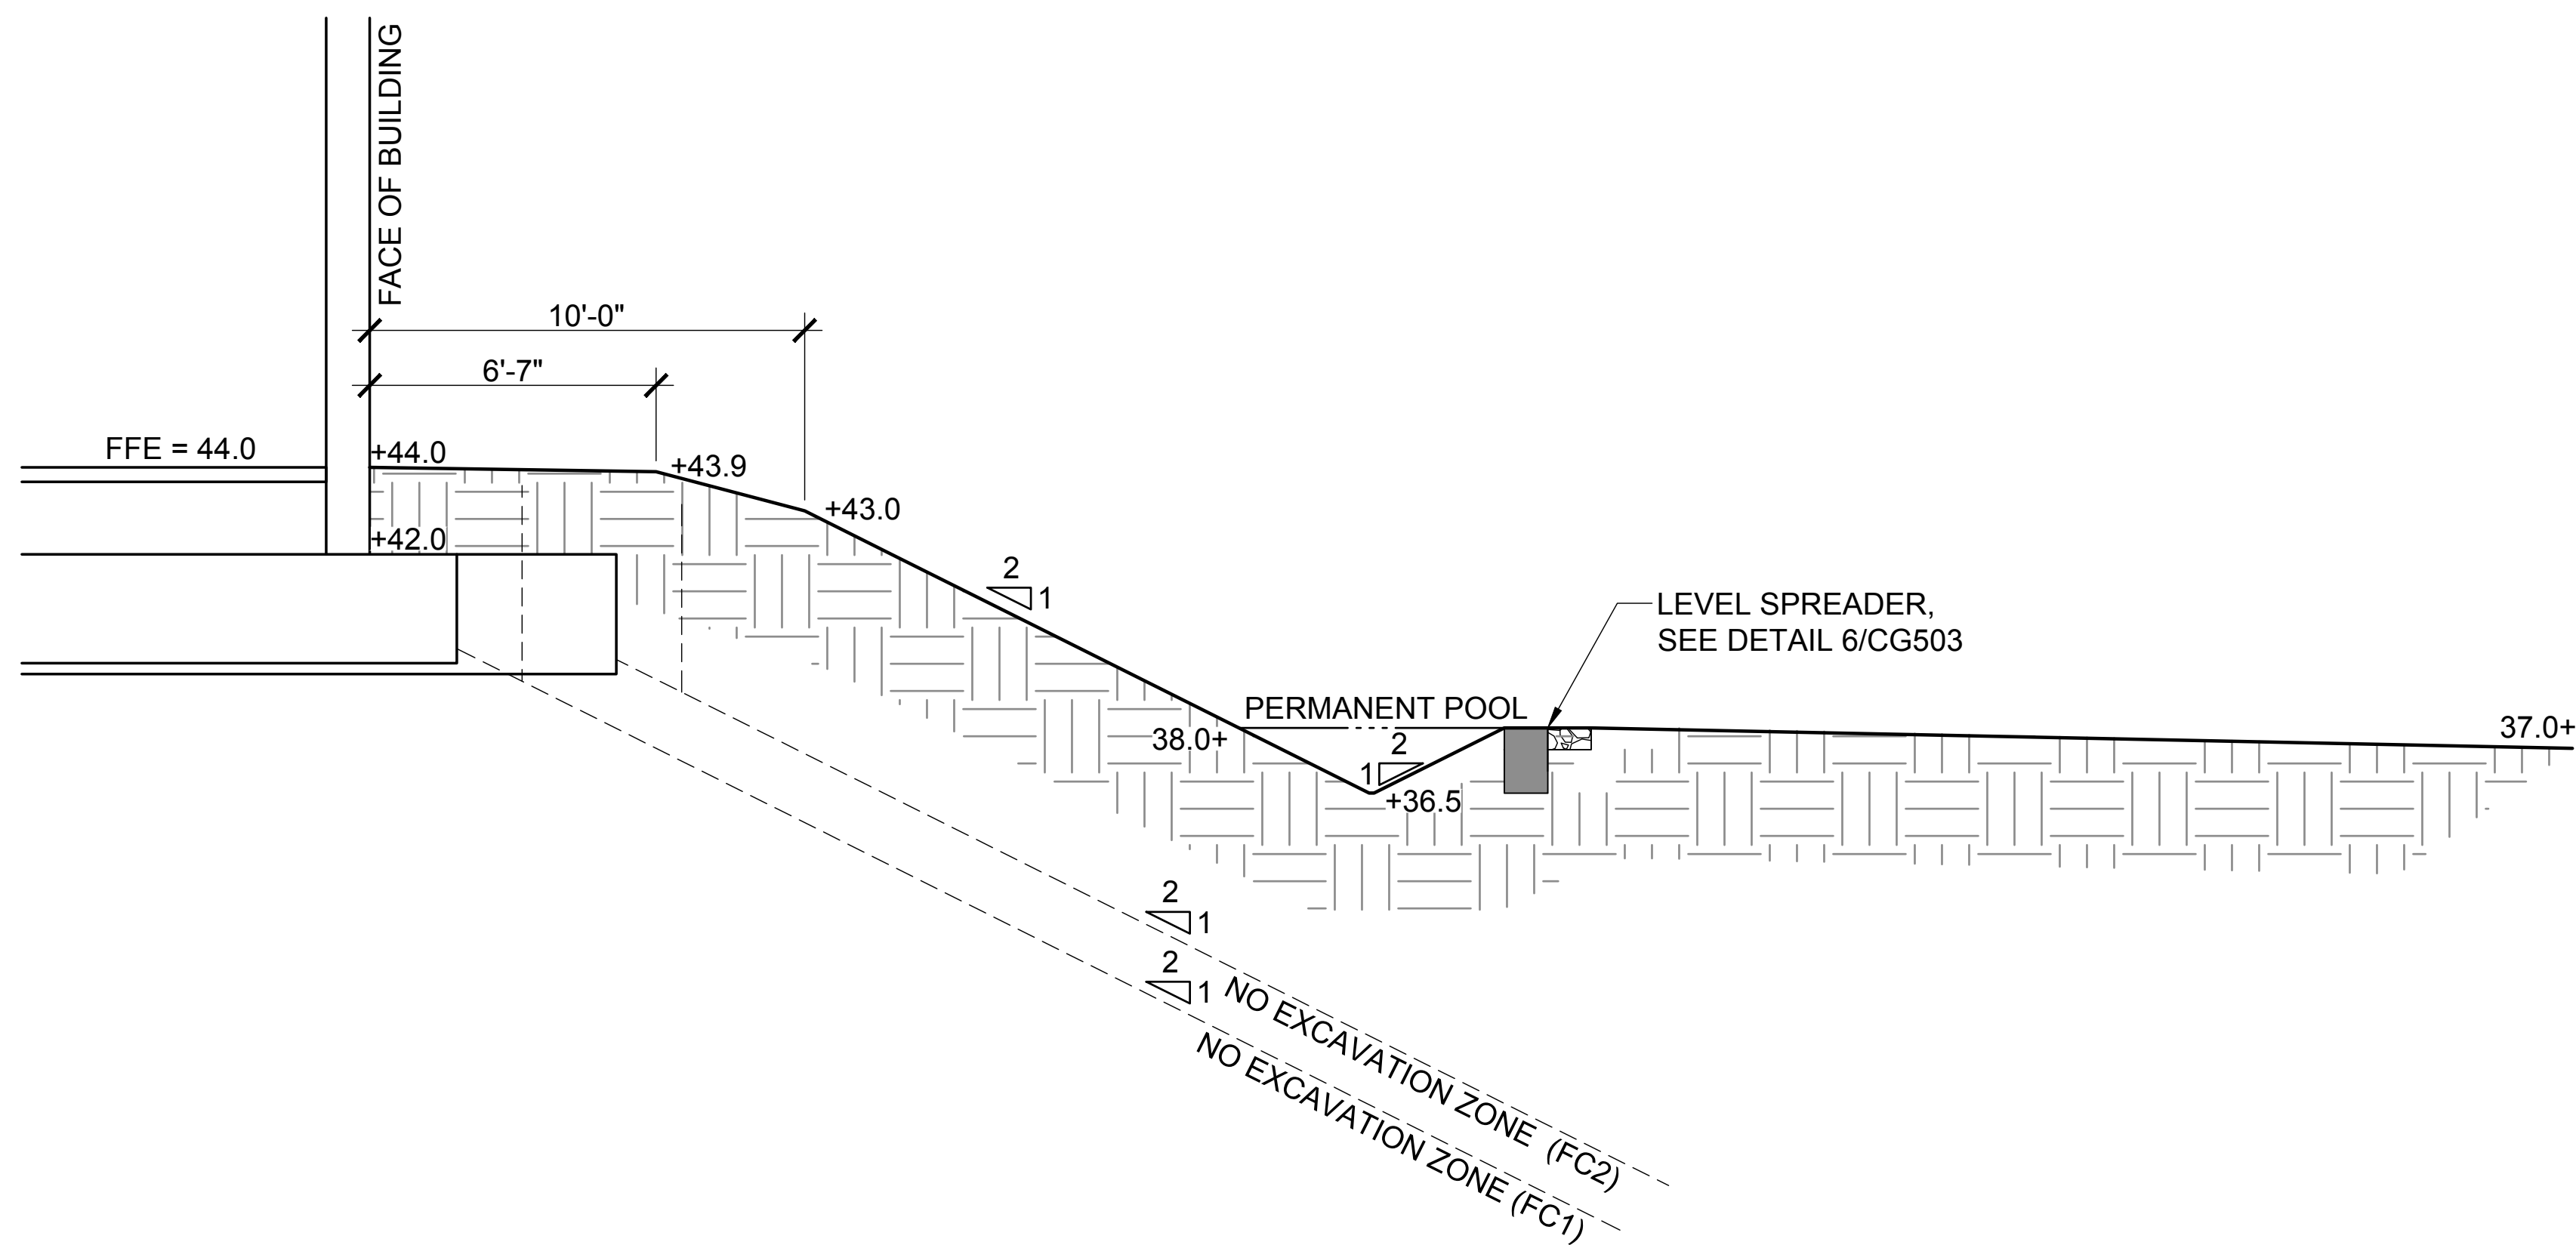 FACE OF BUILDING
10'-0"
6'-7"
FFE = 44.0
+44.0
+43.9
+43.0
+42.0
2
1
LEVEL SPREADER,
SEE DETAIL 6/CG503
PERMANENT POOL
38.0+
2
1
+36.5
37.0+
2
1
2
1
NO EXCAVATION ZONE (FC2)
NO EXCAVATION ZONE (FC1)